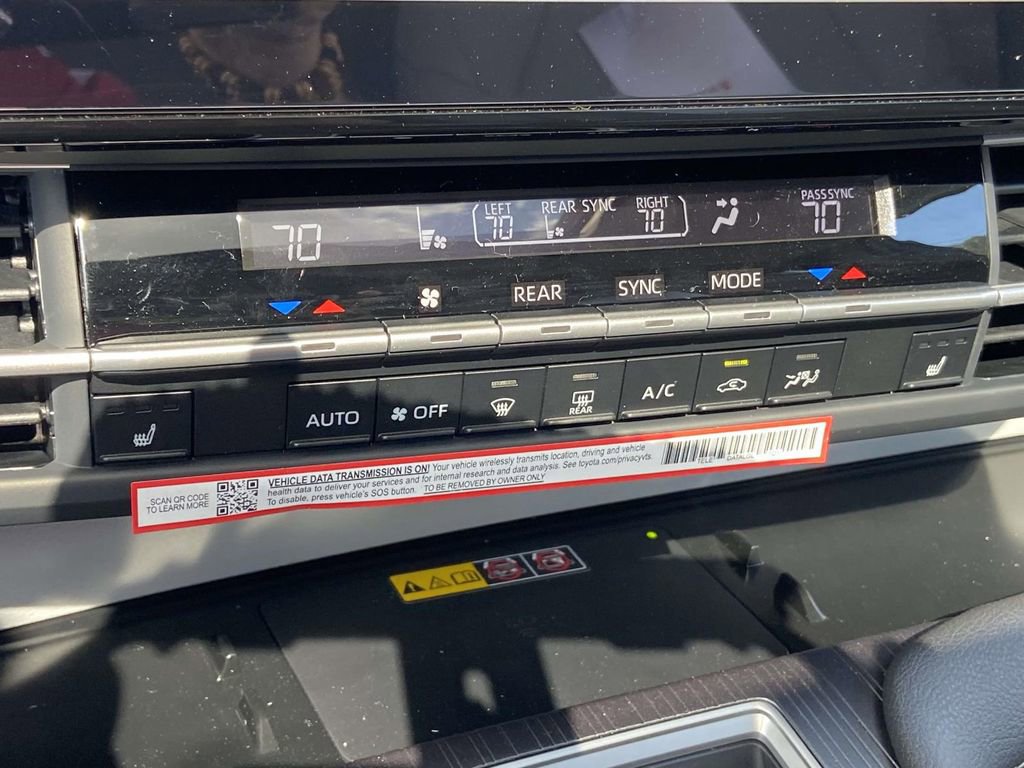 70
LEFT
70
REAR SYNC
RIGHT
70
PASS SYNC
70
REAR
SYNC
MODE
AUTO
OFF
REAR
A/C
SCAN QR CODE
TO LEARN MORE
VEHICLE DATA TRANSMISSION IS ON! Your vehicle wirelessly transmits location, driving and vehicle
health data to deliver your services and for internal research and data analysis. See toyota.com/privacyvts.
To disable, press vehicle's SOS button. TO BE REMOVED BY OWNER ONLY
TELE